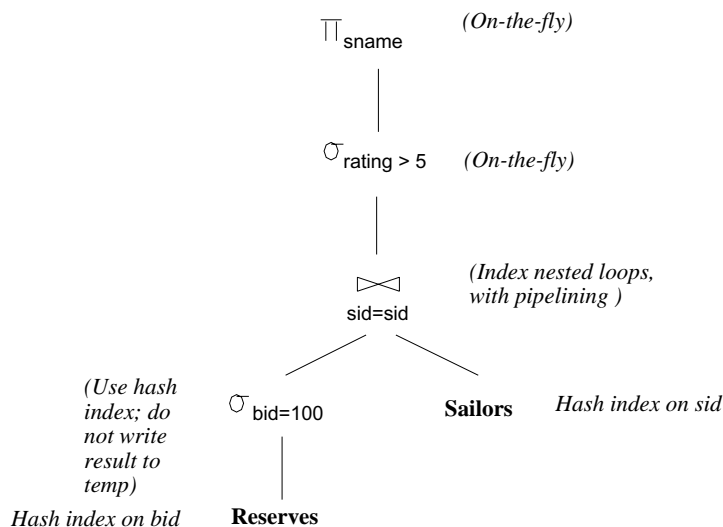 π sname (On-the-fly)
σ rating > 5 (On-the-fly)
⋈ (Index nested loops,
with pipelining )
sid=sid
(Use hash
index; do
not write
result to
temp)
σ bid=100
Sailors
Hash index on sid
Hash index on bid
Reserves